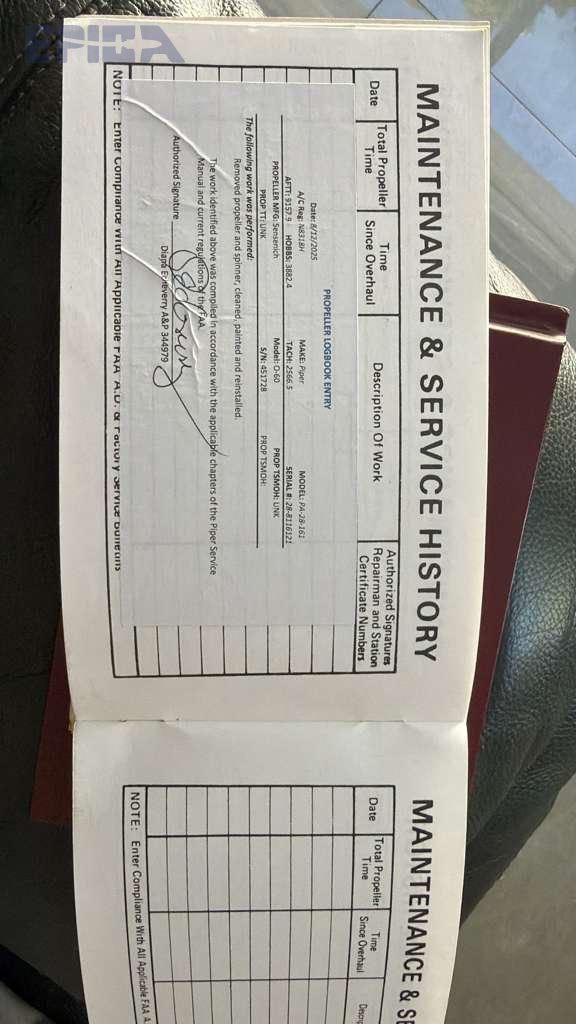 EPICA
MAINTENANCE & SERVICE HISTORY
Date
Total Propeller Time
Time Since Overhaul
Description Of Work
Authorized Signatures Repairman and Station Certificate Numbers
PROPELLER LOGBOOK ENTRY
Date: 8/12/2025 MAKE: Piper MODEL: PA-28-161
A/C Reg: N8318H TACH: 2566.5 SERIAL #: 28-8116121
AFTT: 9157.9 HOBBS: 3882.4
PROPELLER MFG: Sensenich Model: O-60 PROP TSMOH: UNK
PROP TT: UNK S/N: 451728 PROP TSMOH:
The following work was performed:
Removed propeller and spinner, cleaned, painted and reinstalled.
The work identified above was compiled in accordance with the applicable chapters of the Piper Service
Manual and current regulations of the FAA.
Authorized Signature
Diapa Echeverry A&P 344979
NOTE: Enter Compliance With All Applicable FAA A.D. & Factory Service Bulletins
MAINTENANCE & SE
Date
Total Propeller Time
Time Since Overhaul
Descrip
NOTE: Enter Compliance With All Applicable FAA A.